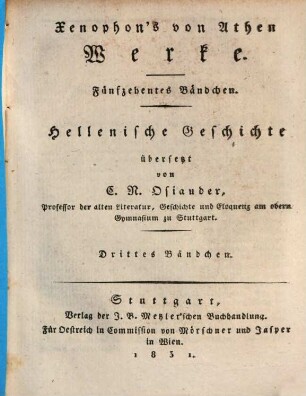 Xenophon's von Athen
Werke.
Fünfzehentes Bändchen.
Hellenische Geschichte
übersetzt
von
C. N. Osiander,
Professor der alten Literatur, Geschichte und Eloquenz am obern
Gymnasium zu Stuttgart.
Drittes Bändchen.
Stuttgart,
Verlag der J. B. Metzler'schen Buchhandlung.
Für Oestreich in Commission von Mörschner und Jasper
in Wien.
1831.